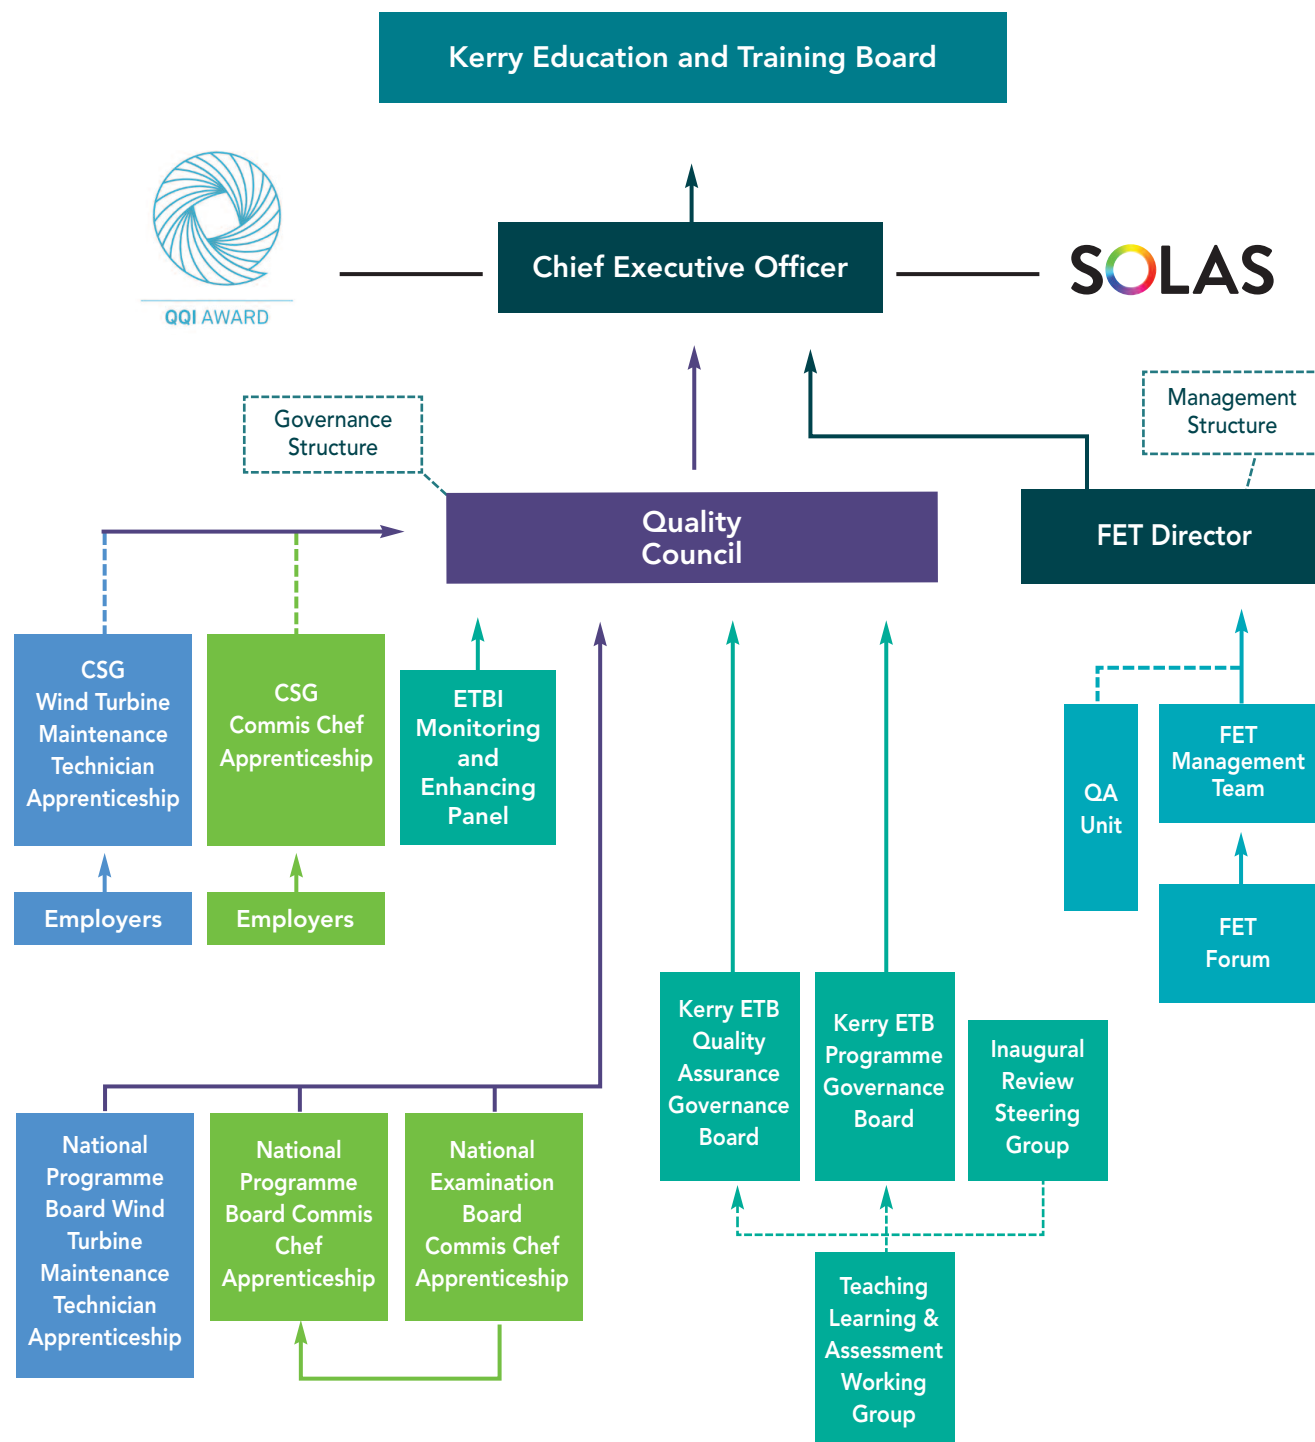 Kerry Education and Training Board
QQI AWARD
Chief Executive Officer
SOLAS
Governance
Structure
Management
Structure
Quality
Council
FET Director
CSG
Wind Turbine
Maintenance
Technician
Apprenticeship
CSG
Commis Chef
Apprenticeship
ETBI
Monitoring
and
Enhancing
Panel
QA
Unit
FET
Management
Team
Employers
Employers
FET
Forum
Kerry ETB
Quality
Assurance
Governance
Board
Kerry ETB
Programme
Governance
Board
Inaugural
Review
Steering
Group
National
Programme
Board Wind
Turbine
Maintenance
Technician
Apprenticeship
National
Programme
Board Commis
Chef
Apprenticeship
National
Examination
Board
Commis Chef
Apprenticeship
Teaching
Learning &
Assessment
Working
Group